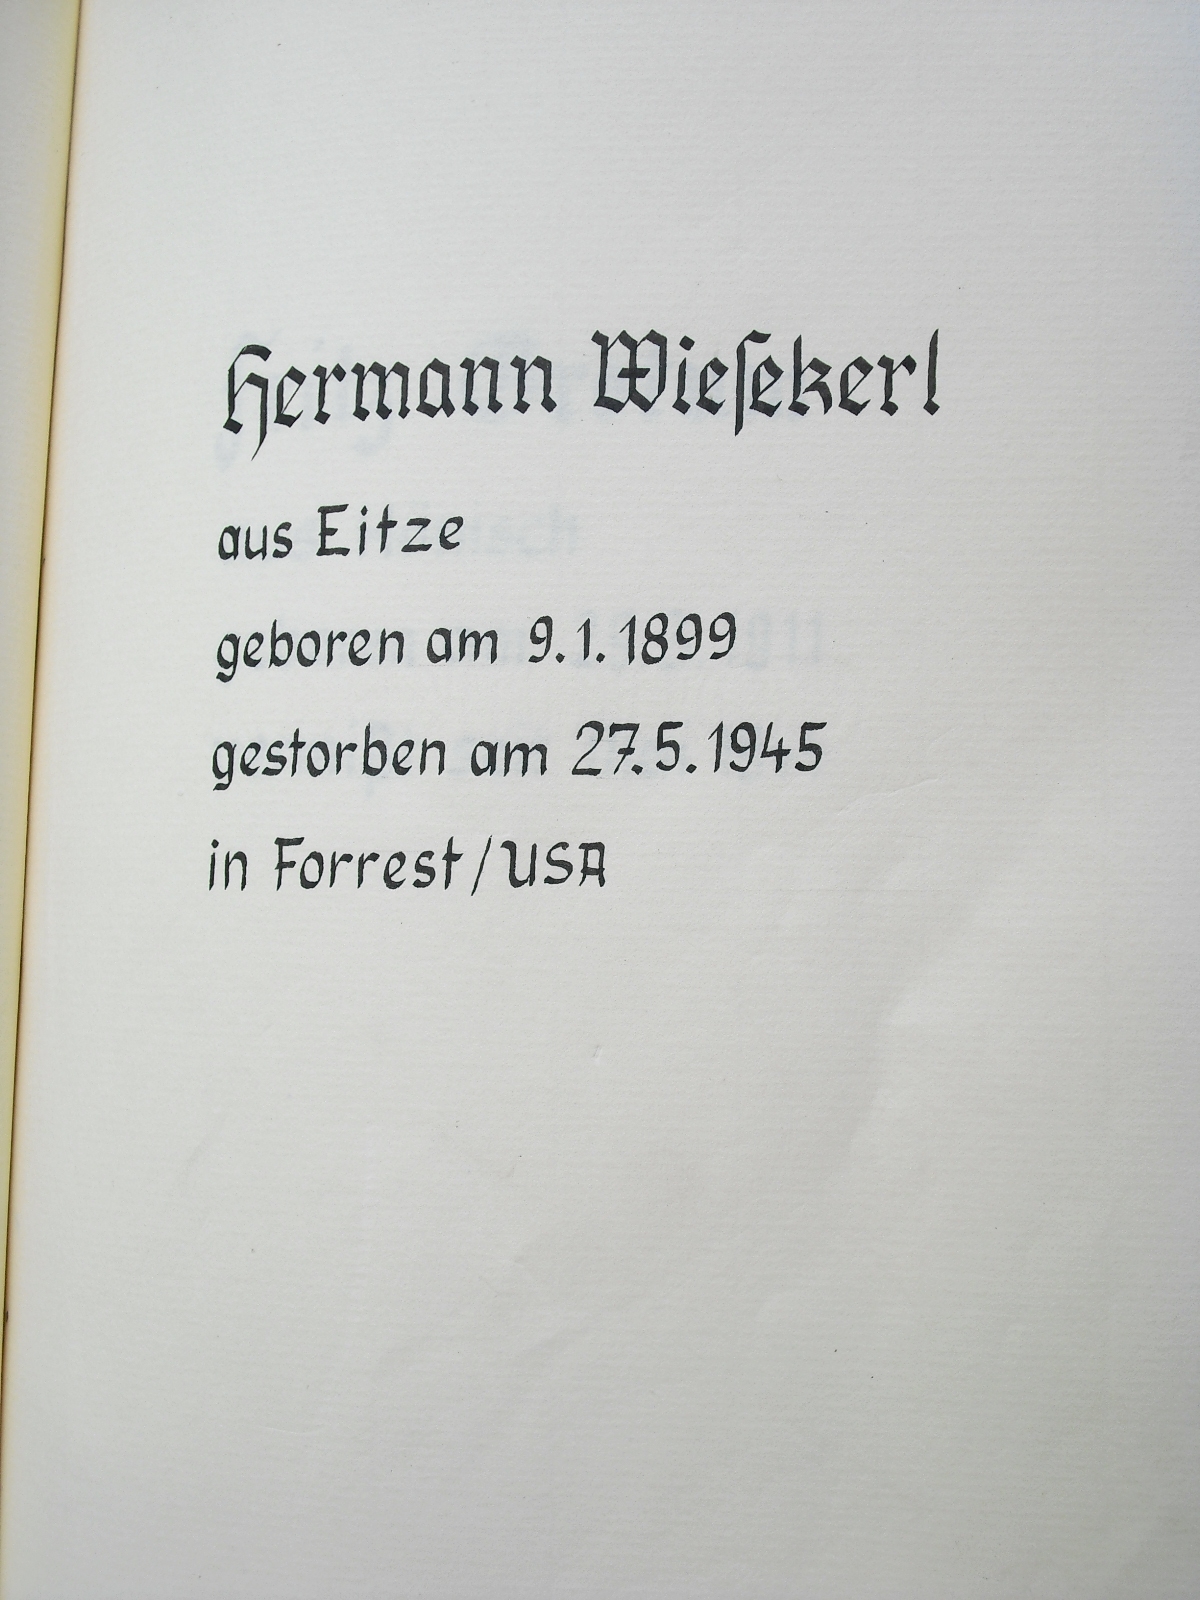 Hermann Wieſekerl
aus Eitze
geboren am 9.1.1899
gestorben am 27.5.1945
in Forrest/USA